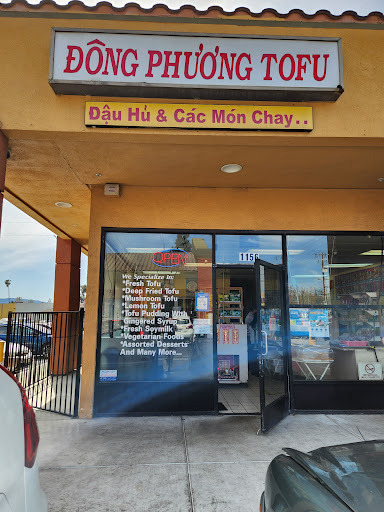 ĐÔNG PHƯƠNG TOFU
Đậu Hủ & Các Món Chay..
OPEN
1156
We Specialize In:
*Fresh Tofu
*Deep Fried Tofu
*Mushroom Tofu
*Lemon Tofu
*Tofu Pudding With
Gingered Syrup
*Fresh Soymilk
*Vegetarian Foods
*Assorted Desserts
And Many More...